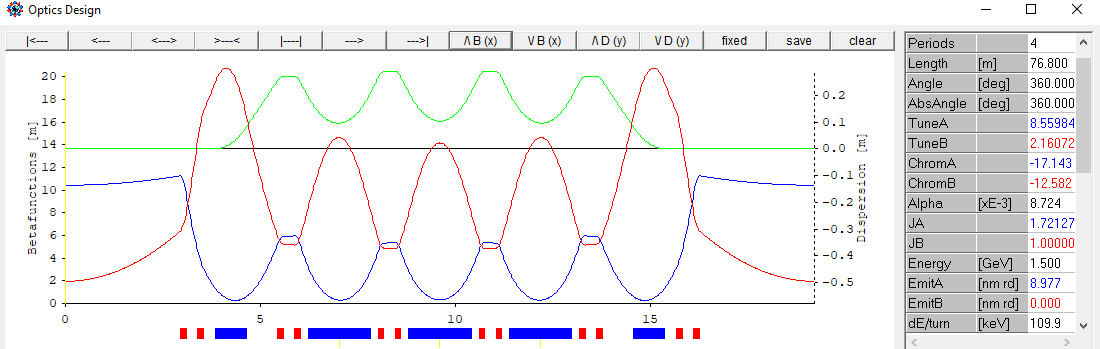 Optics Design
|<--- <--- <---> >---< |----| ---> --->| /\ B (x) \/ B (x) /\ D (y) \/ D (y) fixed save clear
Betafunctions [m]
20
18
16
14
12
10
8
6
4
2
0
0 5 10 15
0.2
0.1
0.0
-0.1
-0.2
-0.3
-0.4
-0.5
Dispersion [m]
Periods 4
Length [m] 76.800
Angle [deg] 360.000
AbsAngle [deg] 360.000
TuneA 8.55984
TuneB 2.16072
ChromA -17.143
ChromB -12.582
Alpha [xE-3] 8.724
JA 1.72127
JB 1.00000
Energy [GeV] 1.500
EmitA [nm rd] 8.977
EmitB [nm rd] 0.000
dE/turn [keV] 109.9